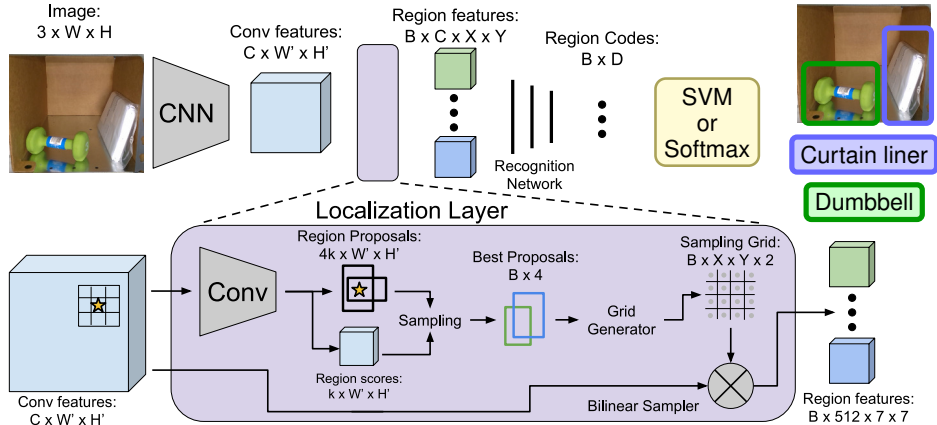 Image:
3 x W x H
Conv features:
C x W' x H'
Region features:
B x C x X x Y
Region Codes:
B x D
CNN
Recognition
Network
SVM
or
Softmax
Curtain liner
Dumbbell
Localization Layer
Region Proposals:
4k x W' x H'
Conv
Sampling
Region scores:
k x W' x H'
Best Proposals:
B x 4
Grid
Generator
Sampling Grid:
B x X x Y x 2
Bilinear Sampler
Conv features:
C x W' x H'
Region features:
B x 512 x 7 x 7